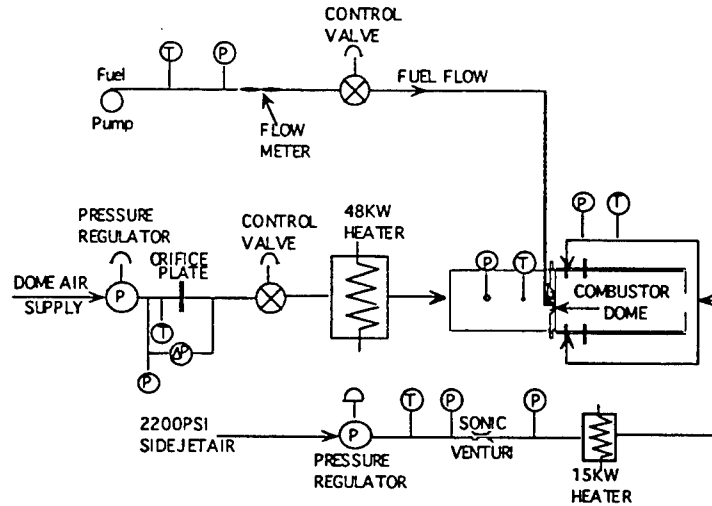 CONTROL
VALVE
T
P
Fuel
Pump
FUEL FLOW
FLOW
METER
PRESSURE
REGULATOR
ORIFICE
PLATE
CONTROL
VALVE
48KW
HEATER
P
T
P
T
DOME AIR
SUPPLY
P
T
ΔP
P
COMBUSTOR
DOME
2200PSI
SIDEJETAIR
P
PRESSURE
REGULATOR
T
P
SONIC
VENTURI
P
15KW
HEATER